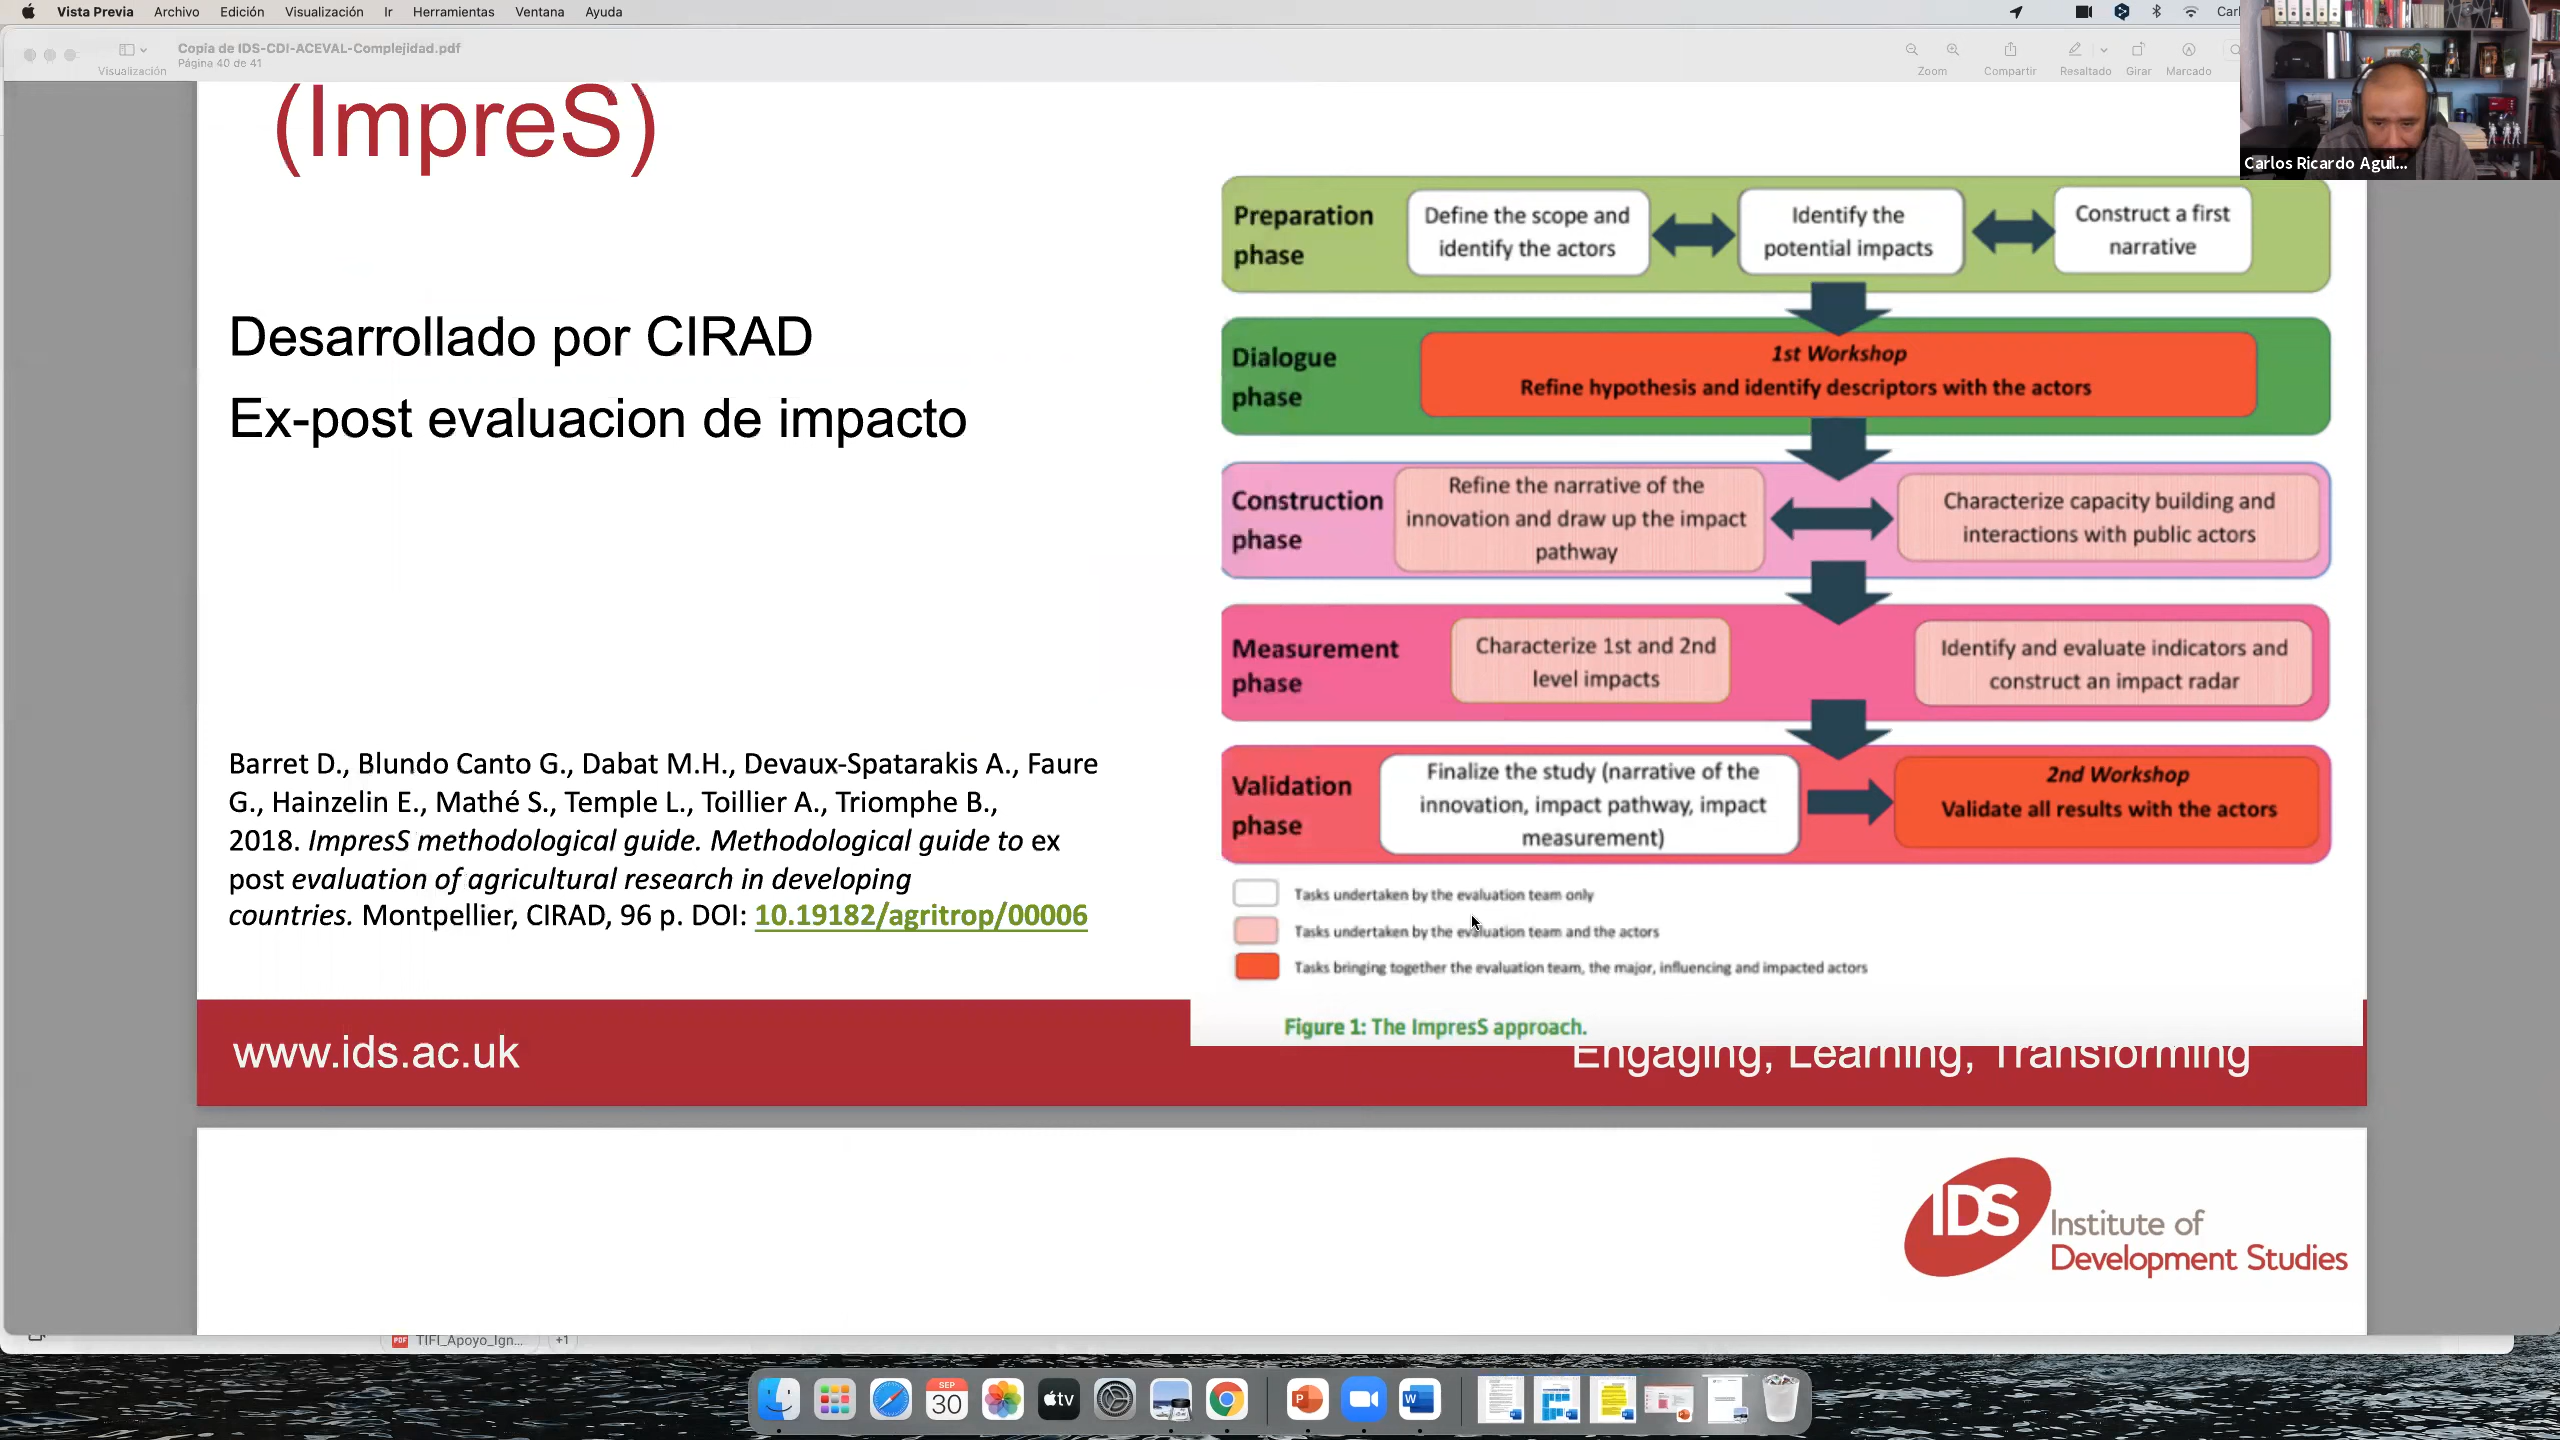 Vista Previa Archivo Edición Visualización Ir Herramientas Ventana Ayuda
Copia de IDS-CDI-ACEVAL-Complejidad.pdf
Página 40 de 41
Visualización
Zoom Compartir Resaltado Girar Marcado
Carlos Ricardo Aguil...
(ImpreS)
Desarrollado por CIRAD
Ex-post evaluacion de impacto
Barret D., Blundo Canto G., Dabat M.H., Devaux-Spatarakis A., Faure
G., Hainzelin E., Mathé S., Temple L., Toillier A., Triomphe B.,
2018. ImpresS methodological guide. Methodological guide to ex
post evaluation of agricultural research in developing
countries. Montpellier, CIRAD, 96 p. DOI: 10.19182/agritrop/00006
Preparation
phase
Define the scope and
identify the actors
Identify the
potential impacts
Construct a first
narrative
Dialogue
phase
1st Workshop
Refine hypothesis and identify descriptors with the actors
Construction
phase
Refine the narrative of the
innovation and draw up the impact
pathway
Characterize capacity building and
interactions with public actors
Measurement
phase
Characterize 1st and 2nd
level impacts
Identify and evaluate indicators and
construct an impact radar
Validation
phase
Finalize the study (narrative of the
innovation, impact pathway, impact
measurement)
2nd Workshop
Validate all results with the actors
Tasks undertaken by the evaluation team only
Tasks undertaken by the evaluation team and the actors
Tasks bringing together the evaluation team, the major, influencing and impacted actors
Figure 1: The ImpresS approach.
www.ids.ac.uk
Engaging, Learning, Transforming
IDS
Institute of
Development Studies
TIFI_Apoyo_Ign... +1
SEP
30
tv